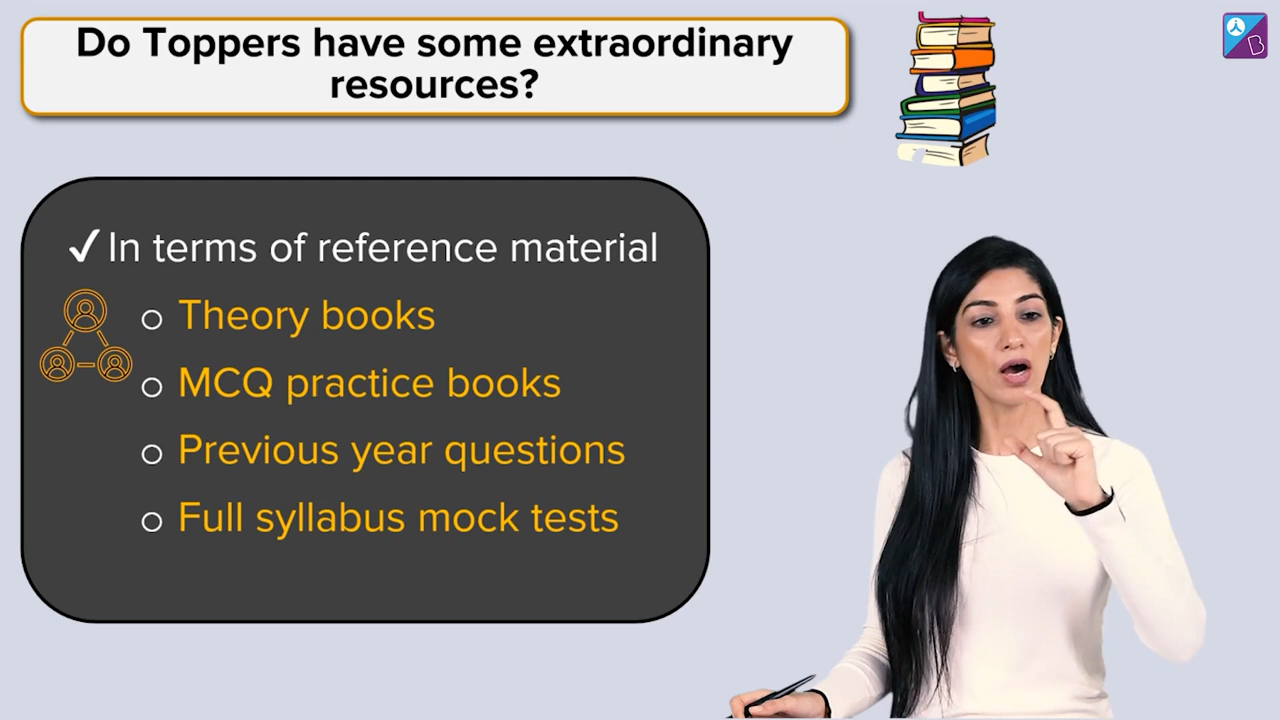 Do Toppers have some extraordinary
resources?
✓In terms of reference material
o Theory books
o MCQ practice books
o Previous year questions
o Full syllabus mock tests
B